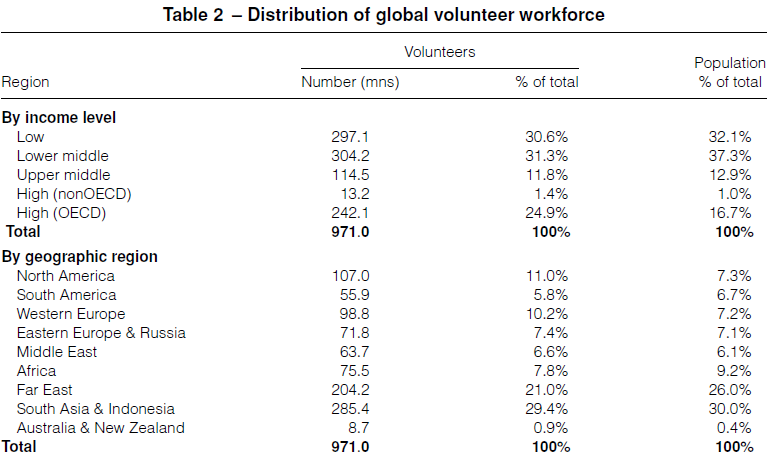 Table 2 – Distribution of global volunteer workforce
Volunteers
Population
Region Number (mns) % of total % of total
By income level
Low 297.1 30.6% 32.1%
Lower middle 304.2 31.3% 37.3%
Upper middle 114.5 11.8% 12.9%
High (nonOECD) 13.2 1.4% 1.0%
High (OECD) 242.1 24.9% 16.7%
Total 971.0 100% 100%
By geographic region
North America 107.0 11.0% 7.3%
South America 55.9 5.8% 6.7%
Western Europe 98.8 10.2% 7.2%
Eastern Europe & Russia 71.8 7.4% 7.1%
Middle East 63.7 6.6% 6.1%
Africa 75.5 7.8% 9.2%
Far East 204.2 21.0% 26.0%
South Asia & Indonesia 285.4 29.4% 30.0%
Australia & New Zealand 8.7 0.9% 0.4%
Total 971.0 100% 100%